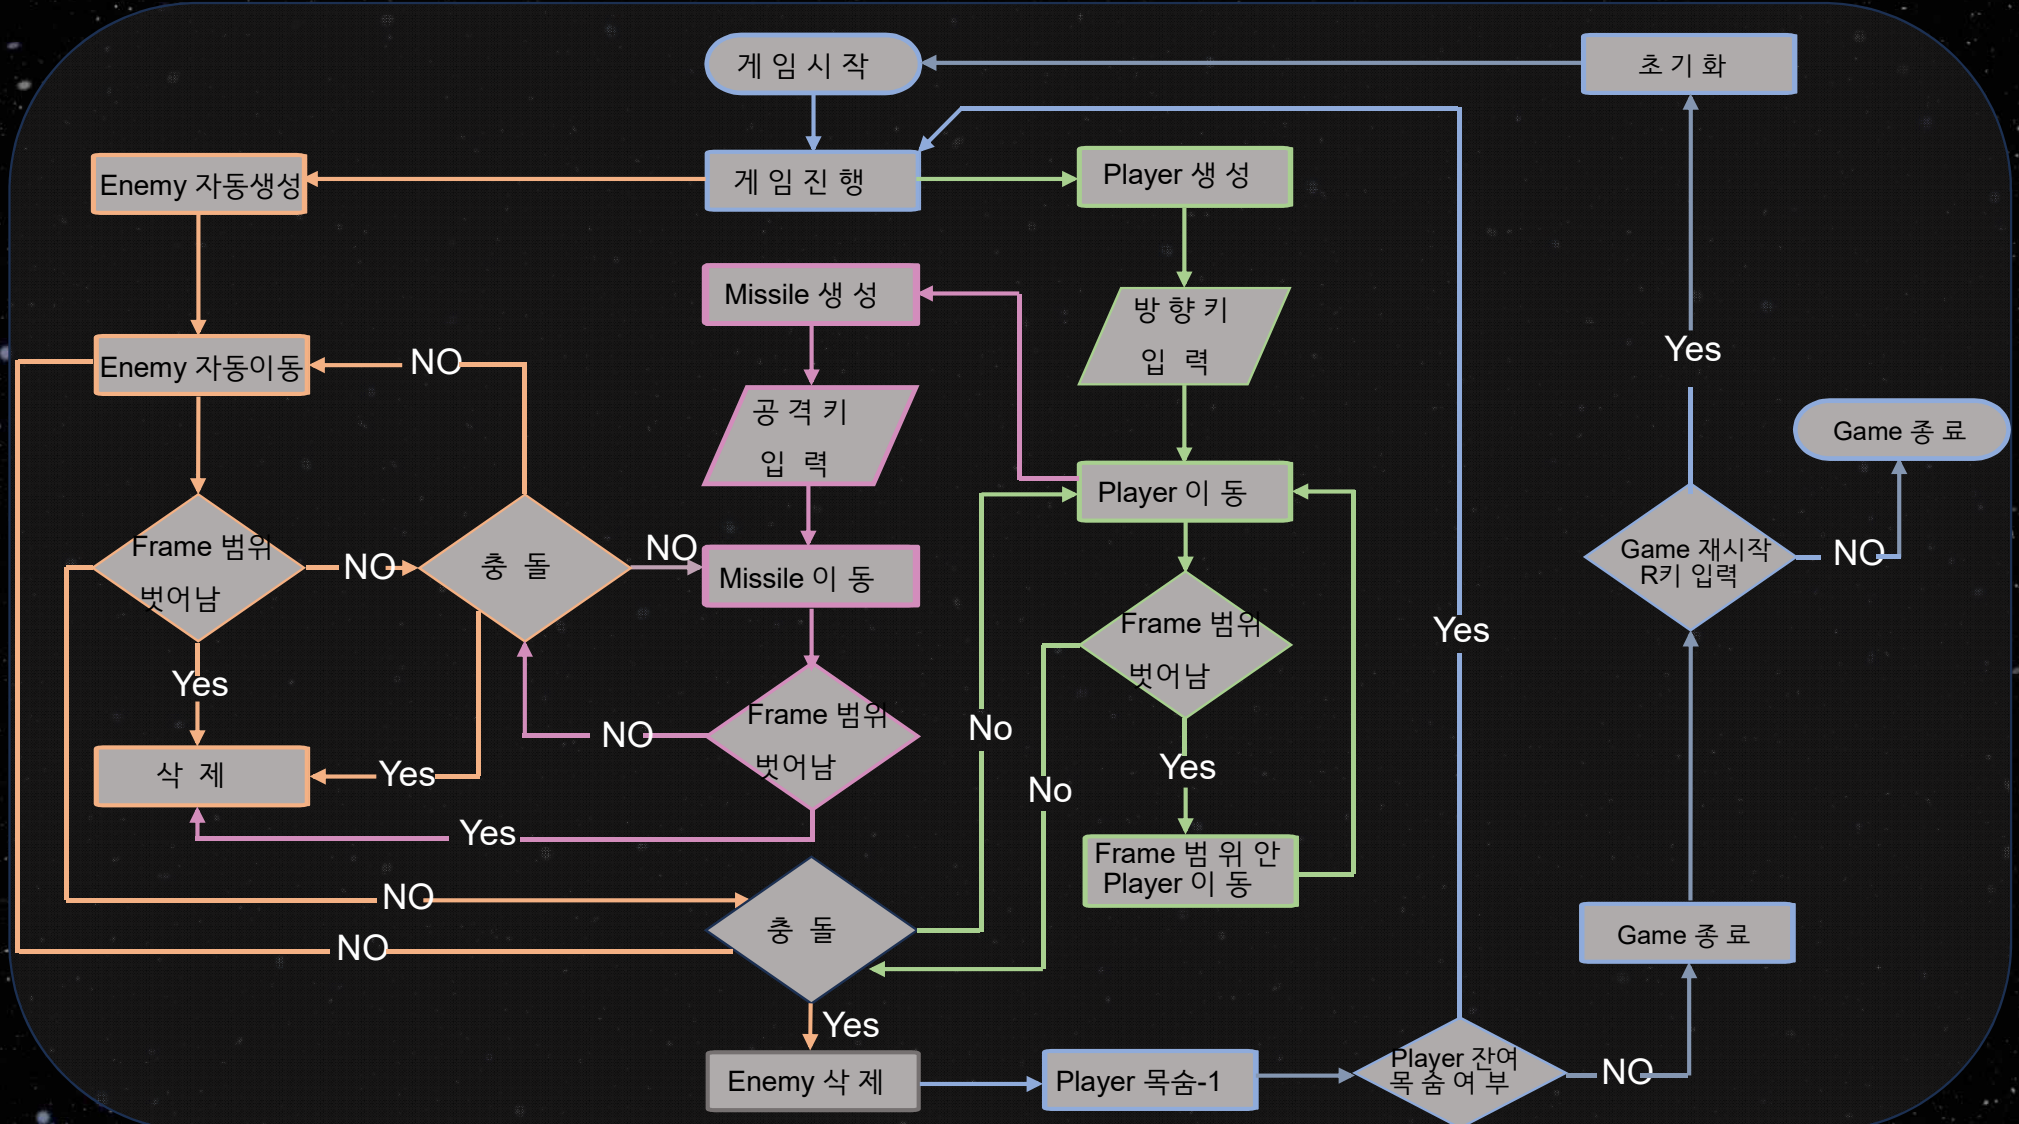 게임시작
초기화
Enemy 자동생성
게임진행
Player 생성
Missile 생성
방향키
입 력
Yes
Enemy 자동이동
NO
공격키
입 력
Game 종료
Player 이동
Frame 범위
벗어남
NO
충 돌
NO
Missile 이동
Game 재시작
R키 입력
NO
Frame 범위
벗어남
Yes
Yes
Frame 범위
벗어남
NO
No
Yes
삭 제
Yes
No
Yes
Frame 범위안
Player 이동
NO
충 돌
NO
Game 종료
Yes
Enemy 삭제
Player 목숨-1
Player 잔여
목숨여부
NO